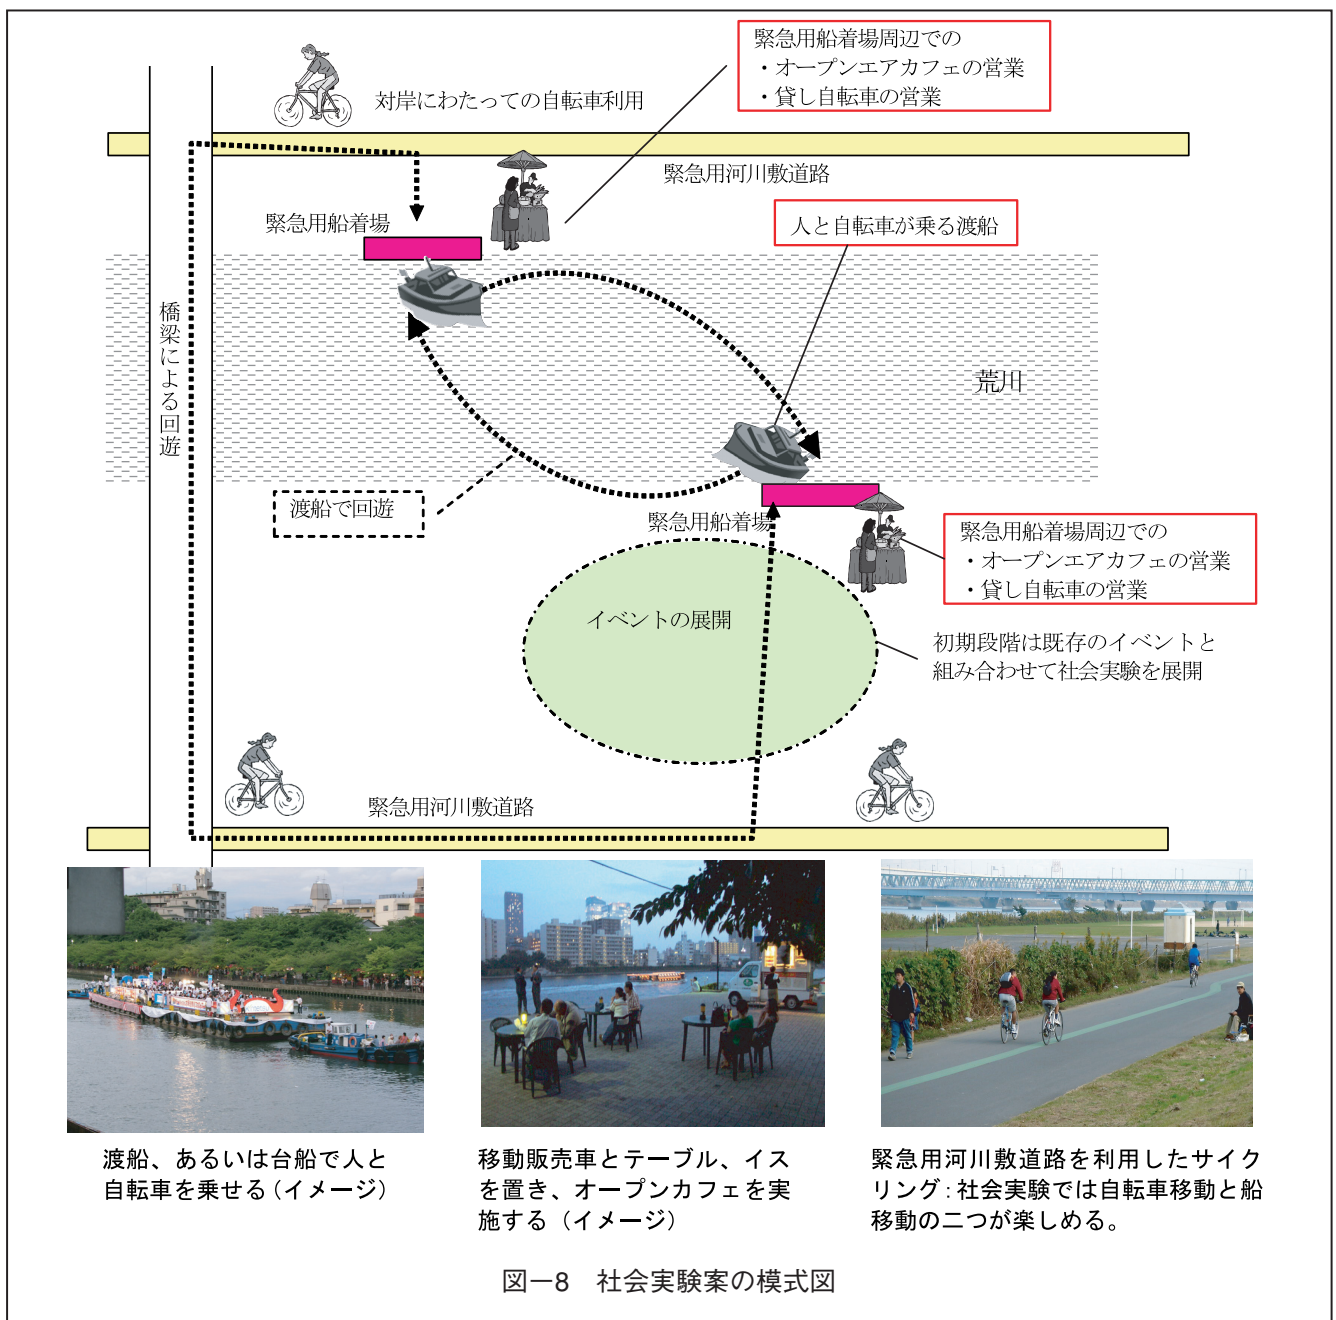 緊急用船着場周辺での
・オープンエアカフェの営業
・貸し自転車の営業
対岸にわたっての自転車利用
緊急用河川敷道路
緊急用船着場
人と自転車が乗る渡船
橋梁による回遊
荒川
渡船で回遊
緊急用船着場
緊急用船着場周辺での
・オープンエアカフェの営業
・貸し自転車の営業
イベントの展開
初期段階は既存のイベントと
組み合わせて社会実験を展開
緊急用河川敷道路
渡船、あるいは台船で人と
自転車を乗せる（イメージ）
移動販売車とテーブル、イス
を置き、オープンカフェを実
施する（イメージ）
緊急用河川敷道路を利用したサイク
リング：社会実験では自転車移動と船
移動の二つが楽しめる。
図ー8　社会実験案の模式図